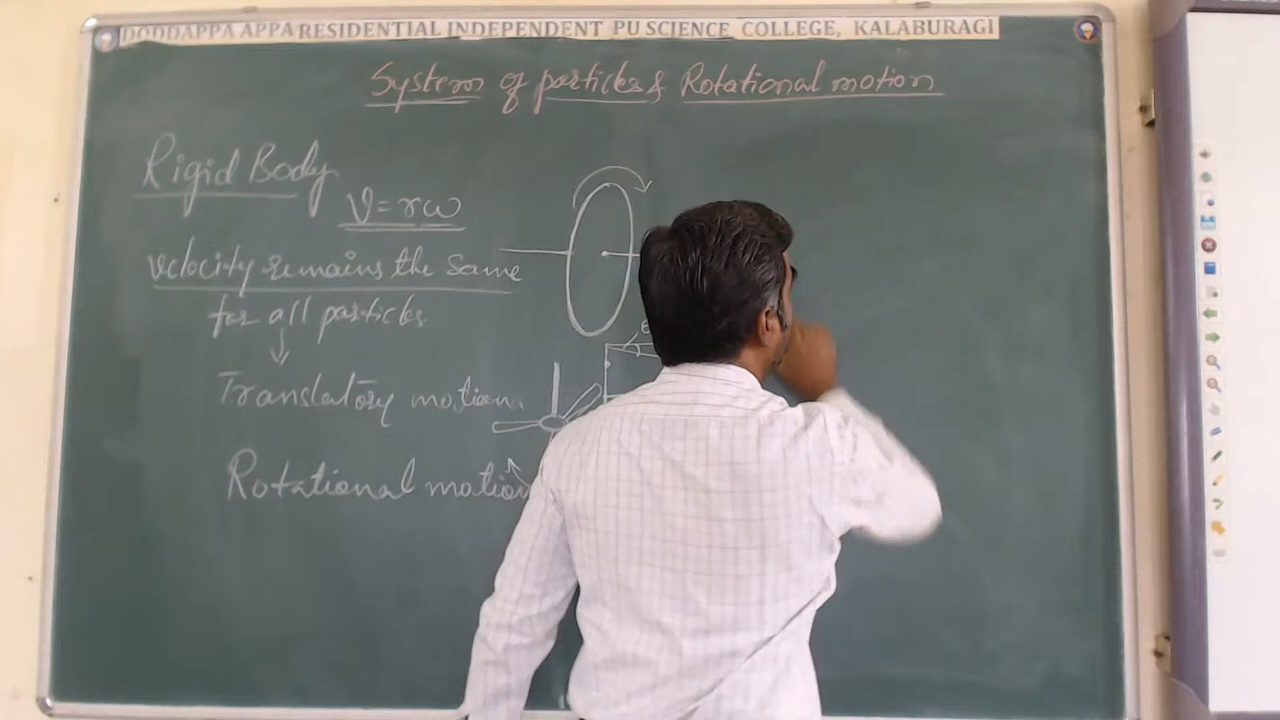 DODDAPPA APPA RESIDENTIAL INDEPENDENT PU SCIENCE COLLEGE, KALABURAGI
System of particles & Rotational motion
Rigid Body
V = rω
velocity remains the same
for all particles
Translatory motion
Rotational motion